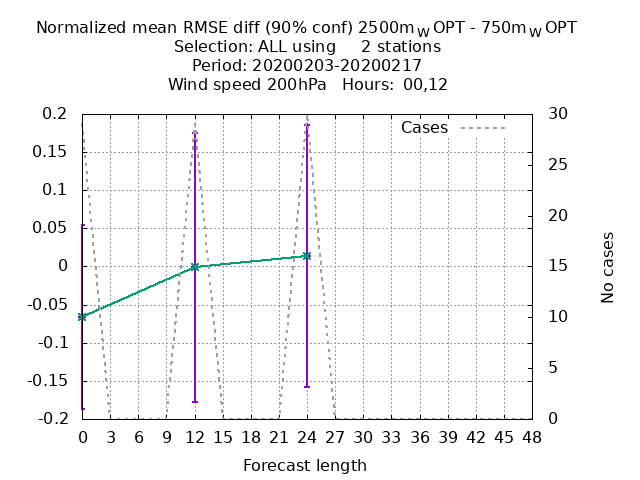 Normalized mean RMSE diff (90% conf) 2500m W OPT - 750m W OPT
Selection: ALL using 2 stations
Period: 20200203-20200217
Wind speed 200hPa Hours: 00,12
Cases
0.2
0.15
0.1
0.05
0
-0.05
-0.1
-0.15
-0.2
30
25
20
15
10
5
0
No cases
0 3 6 9 12 15 18 21 24 27 30 33 36 39 42 45 48
Forecast length